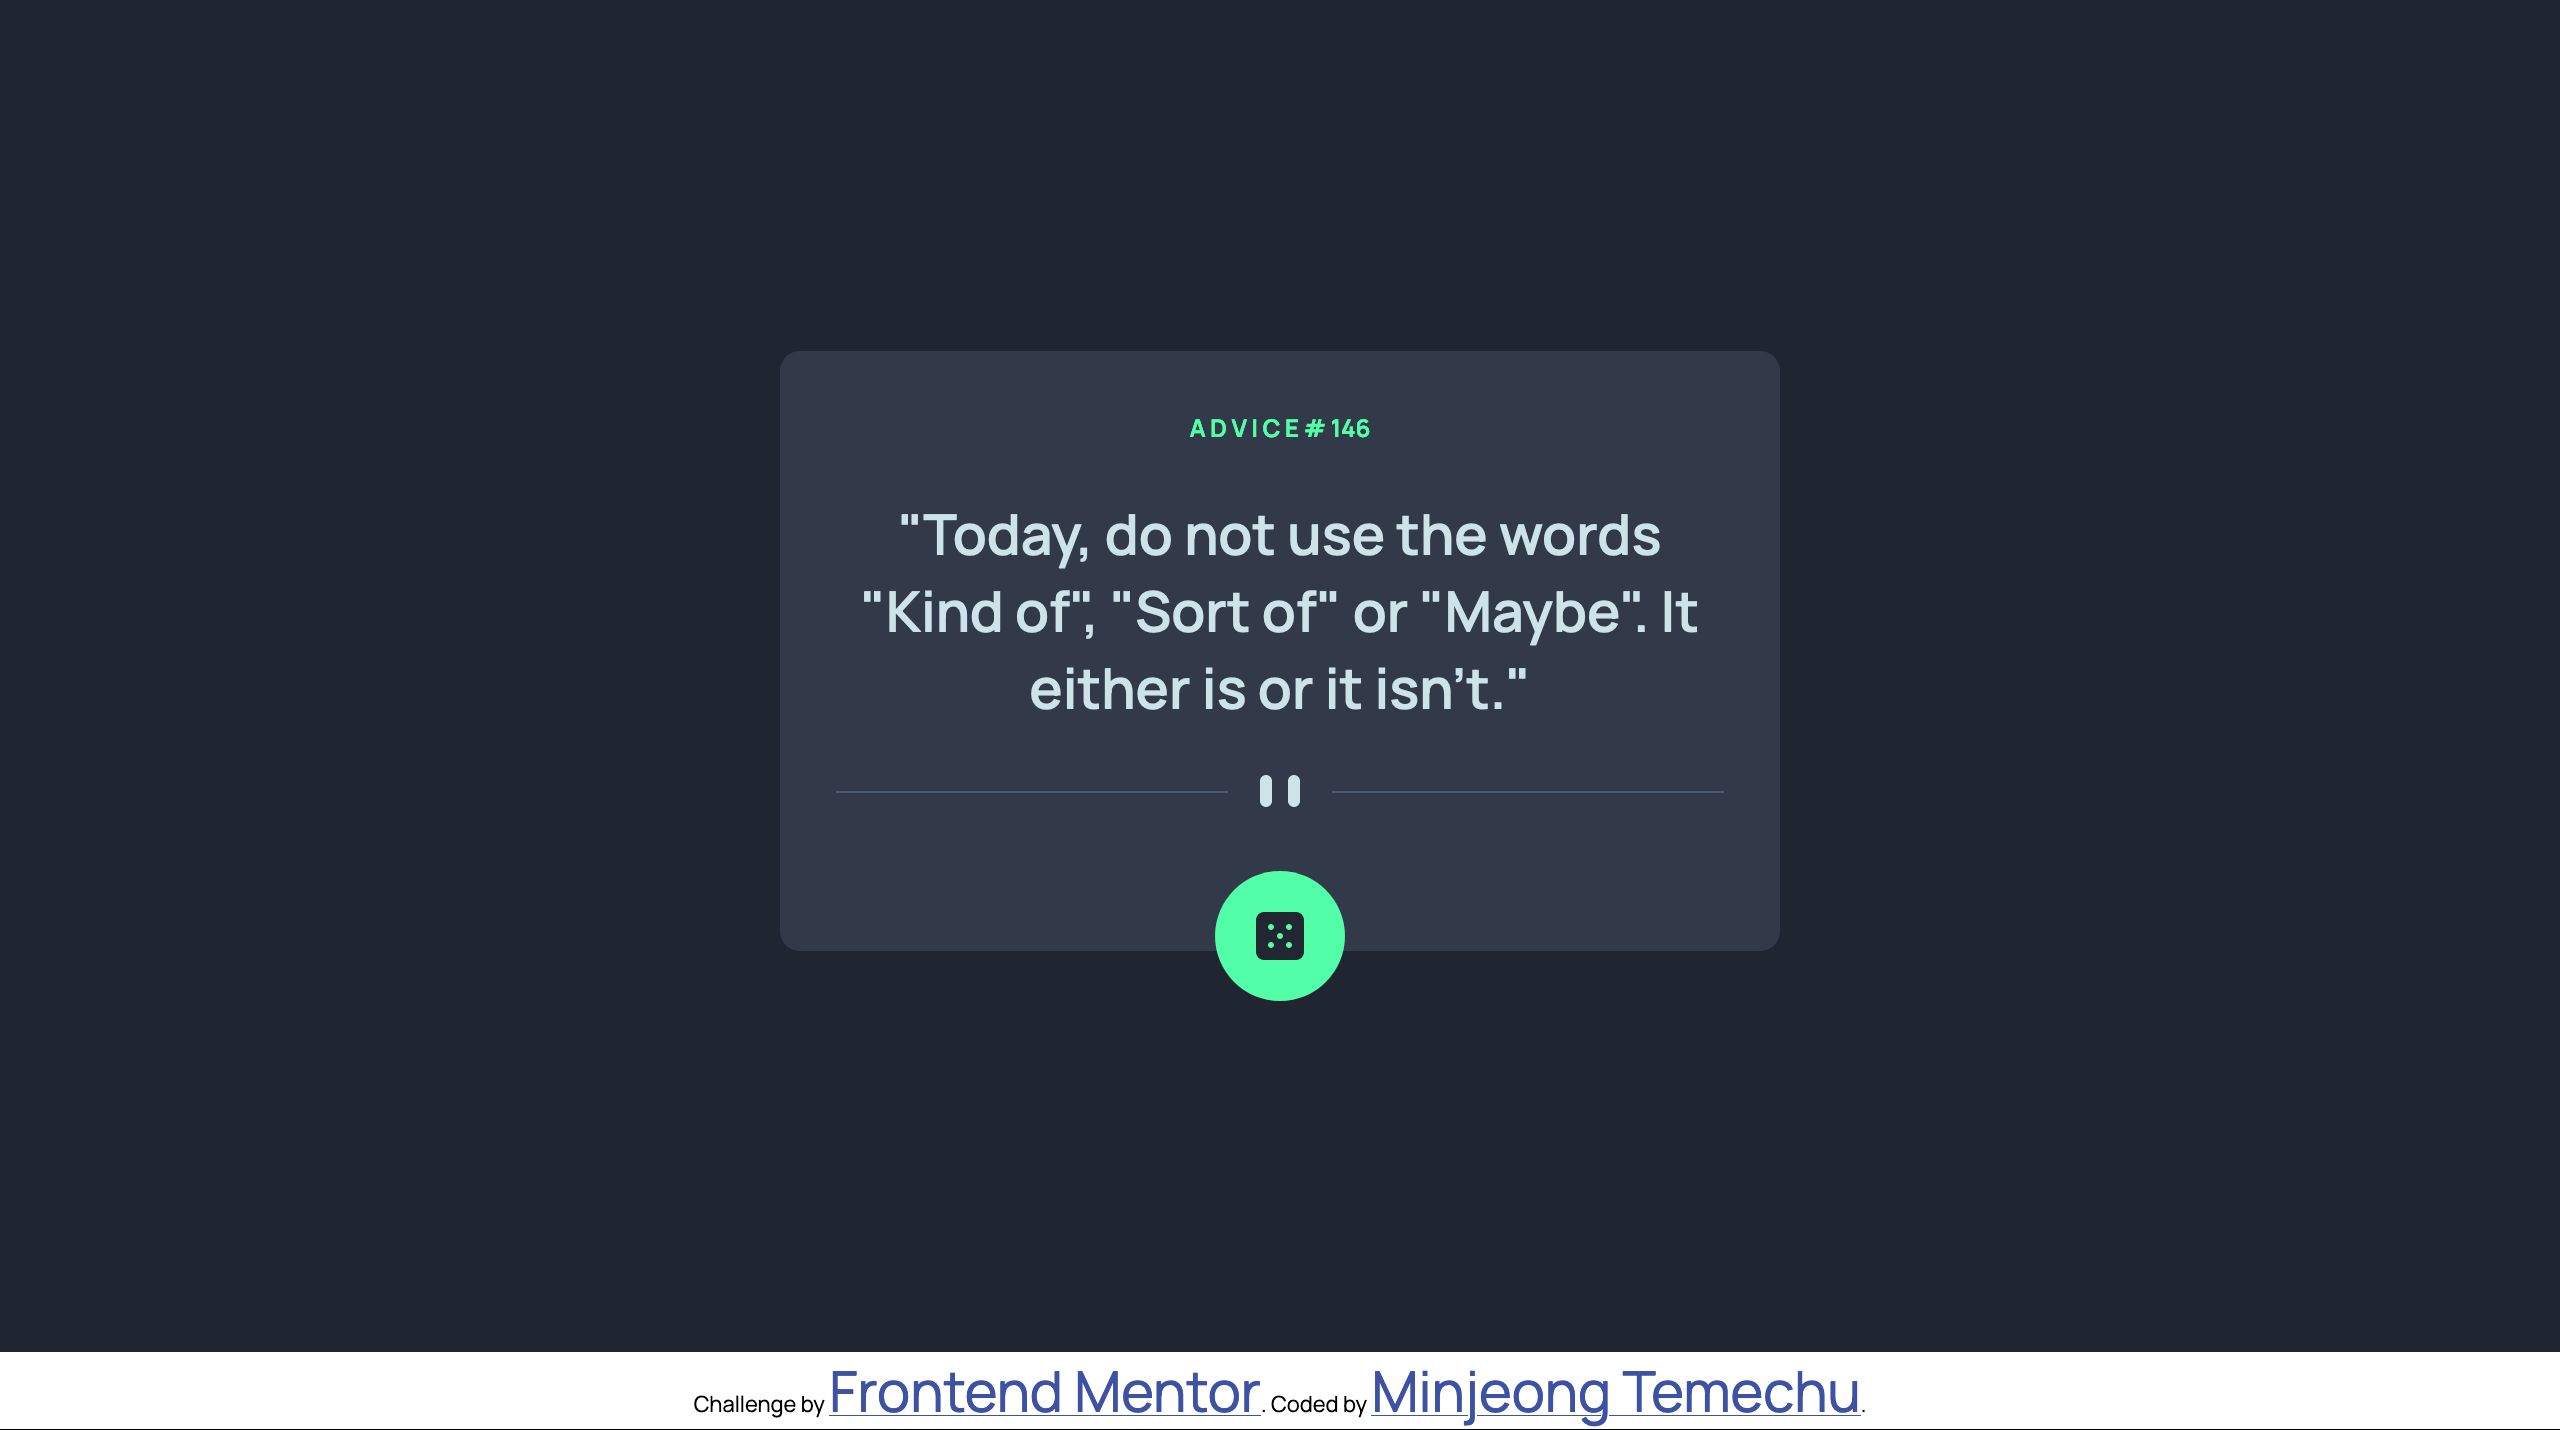 ADVICE#146
"Today, do not use the words
"Kind of", "Sort of" or "Maybe". It
either is or it isn't."
Challenge by Frontend Mentor. Coded by Minjeong Temechu.